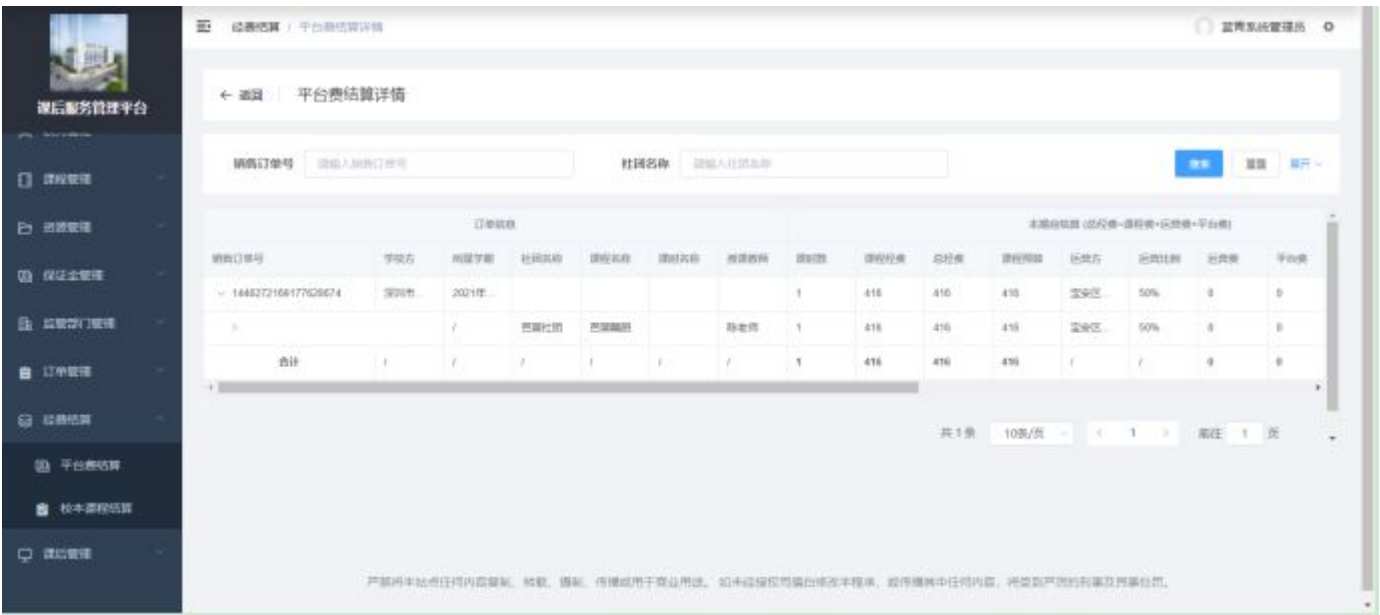 经费结算 / 平台费结算详情
蓝青系统管理员
课后服务管理平台
← 返回 平台费结算详情
销售订单号 请输入销售订单号 社团名称 请输入社团名称 搜索 重置 展开
课程管理
资源管理
保证金管理
监管部门管理
订单管理
经费结算
平台费结算
校本课程结算
课后管理
订单信息
销售订单号 学校方 所属学期 社团名称 课程名称 课时名称 授课教师 课时数 课程经费 总经费 课程预算 运营方 运营比例 运营费 平台费
1446272169177628674 深圳市... 2021年... 1 416 416 416 宝安区... 50% 0 0
/ 芭蕾社团 陈老师 1 416 416 416 宝安区... 50% 0 0
合计 / / / / / / 1 416 416 416 / / 0 0
共 1 条 10条/页 1 前往 1 页